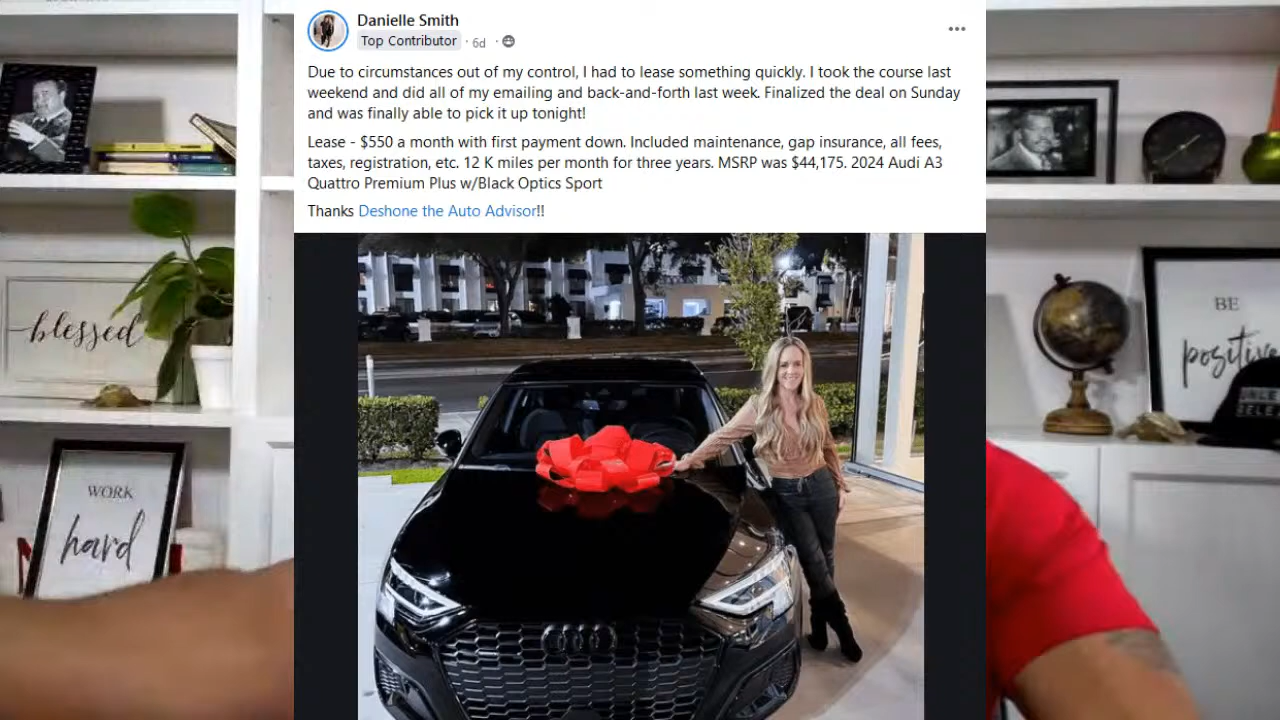 Danielle Smith
Top Contributor · 6d ·
Due to circumstances out of my control, I had to lease something quickly. I took the course last
weekend and did all of my emailing and back-and-forth last week. Finalized the deal on Sunday
and was finally able to pick it up tonight!
Lease - $550 a month with first payment down. Included maintenance, gap insurance, all fees,
taxes, registration, etc. 12 K miles per month for three years. MSRP was $44,175. 2024 Audi A3
Quattro Premium Plus w/Black Optics Sport
Thanks Deshone the Auto Advisor!!
blessed
WORK
hard
BE
positive